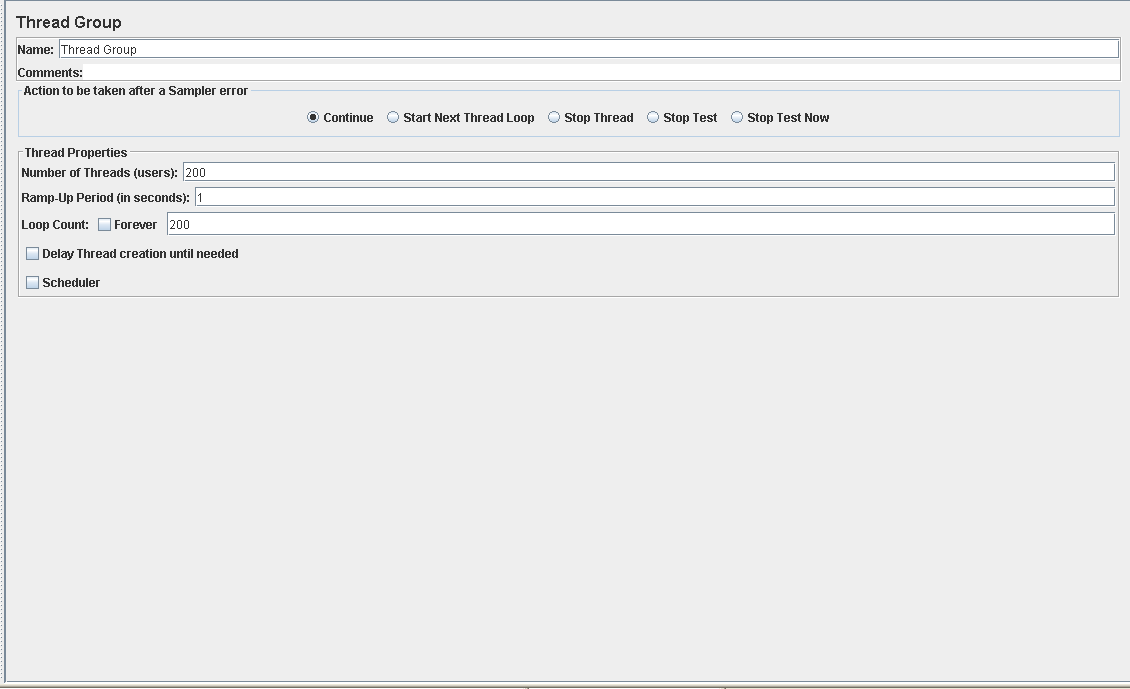 Thread Group
Name: Thread Group
Comments:
Action to be taken after a Sampler error
Continue Start Next Thread Loop Stop Thread Stop Test Stop Test Now
Thread Properties
Number of Threads (users): 200
Ramp-Up Period (in seconds): 1
Loop Count: Forever 200
Delay Thread creation until needed
Scheduler